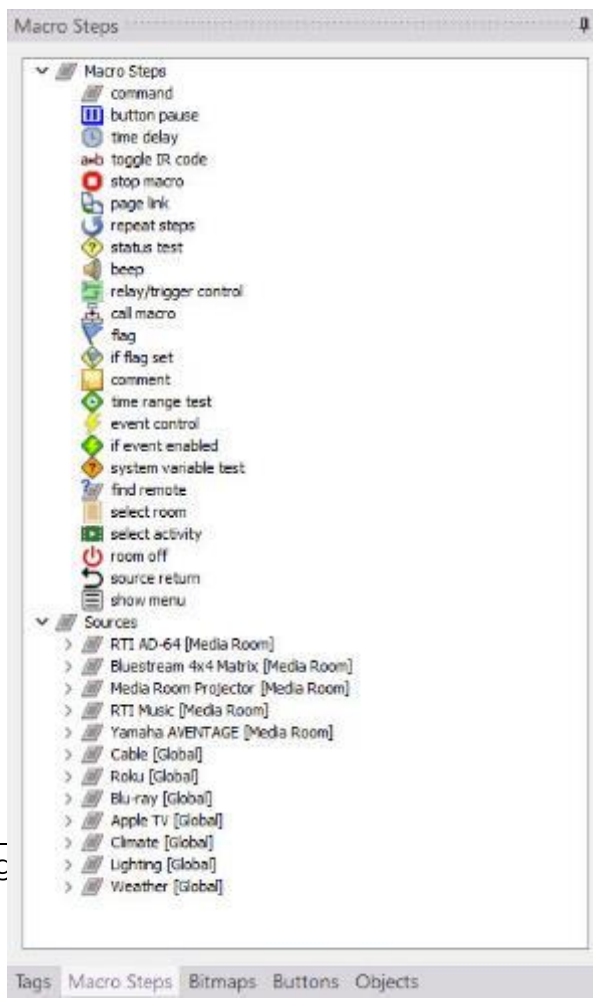 Macro Steps
Macro Steps
command
button pause
time delay
a=b toggle IR code
stop macro
page link
repeat steps
status test
beep
relay/trigger control
call macro
flag
if flag set
comment
time range test
event control
if event enabled
system variable test
find remote
select room
select activity
room off
source return
show menu
Sources
RTI AD-64 [Media Room]
Bluestream 4x4 Matrix [Media Room]
Media Room Projector [Media Room]
RTI Music [Media Room]
Yamaha AVENTAGE [Media Room]
Cable [Global]
Roku [Global]
Blu-ray [Global]
Apple TV [Global]
Climate [Global]
Lighting [Global]
Weather [Global]
Tags Macro Steps Bitmaps Buttons Objects